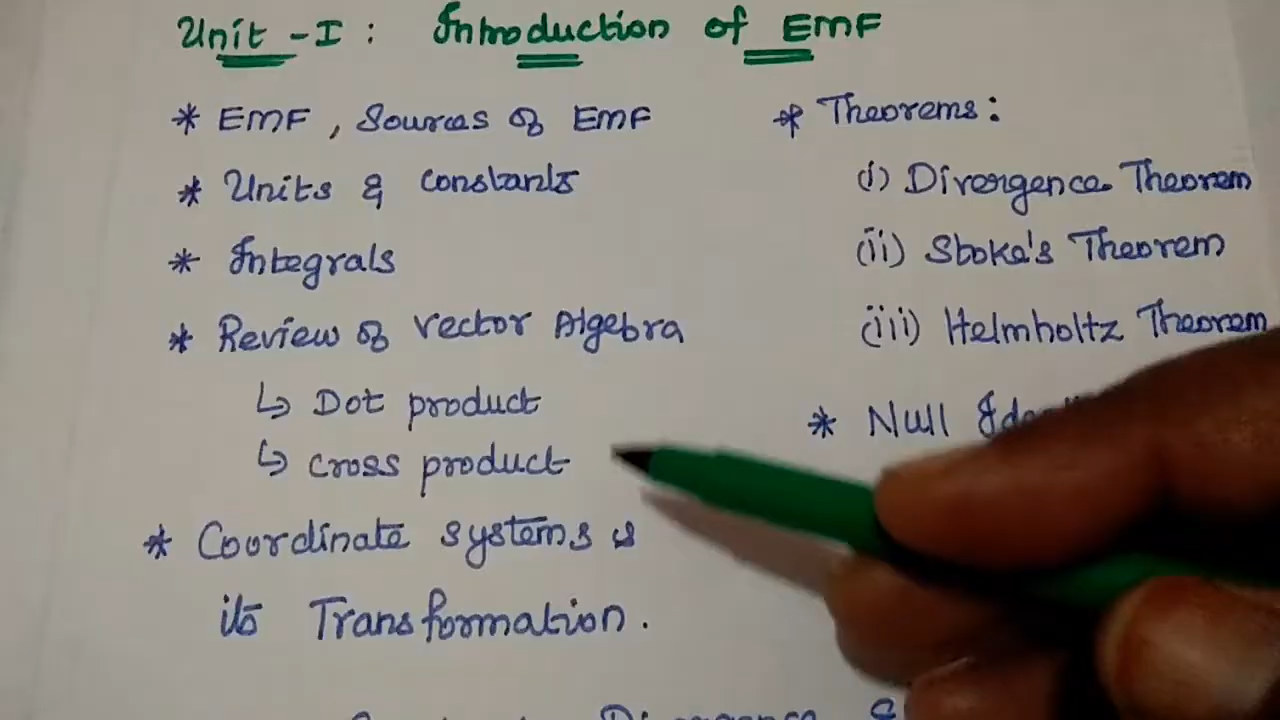 Unit - I : Introduction of EMF
* EMF, Sources of EMF
* Units & constants
* Integrals
* Review of vector Algebra
↳ Dot product
↳ cross product
* Coordinate systems &
its Transformation.
* Theorems:
(i) Divergence Theorem
(ii) Stoke's Theorem
(iii) Helmholtz Theorem
* Null
Divergence